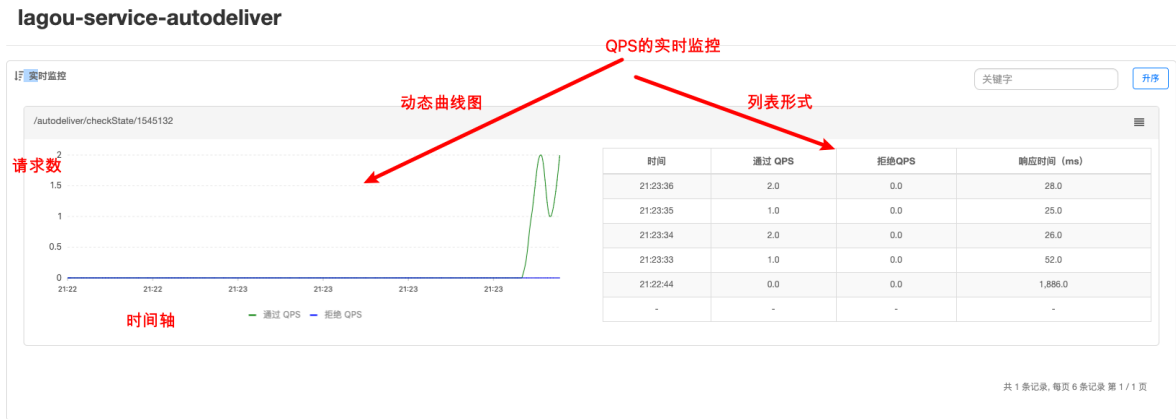 lagou-service-autodeliver
QPS的实时监控
实时监控
关键字
升序
动态曲线图
列表形式
/autodeliver/checkState/1545132
请求数
2
1.5
1
0.5
0
21:22 21:22 21:23 21:23 21:23 21:23
时间轴
通过 QPS 拒绝 QPS
时间 通过 QPS 拒绝QPS 响应时间（ms）
21:23:36 2.0 0.0 28.0
21:23:35 1.0 0.0 25.0
21:23:34 2.0 0.0 26.0
21:23:33 1.0 0.0 52.0
21:22:44 0.0 0.0 1,886.0
- - - -
共 1 条记录, 每页 6 条记录 第 1 / 1 页